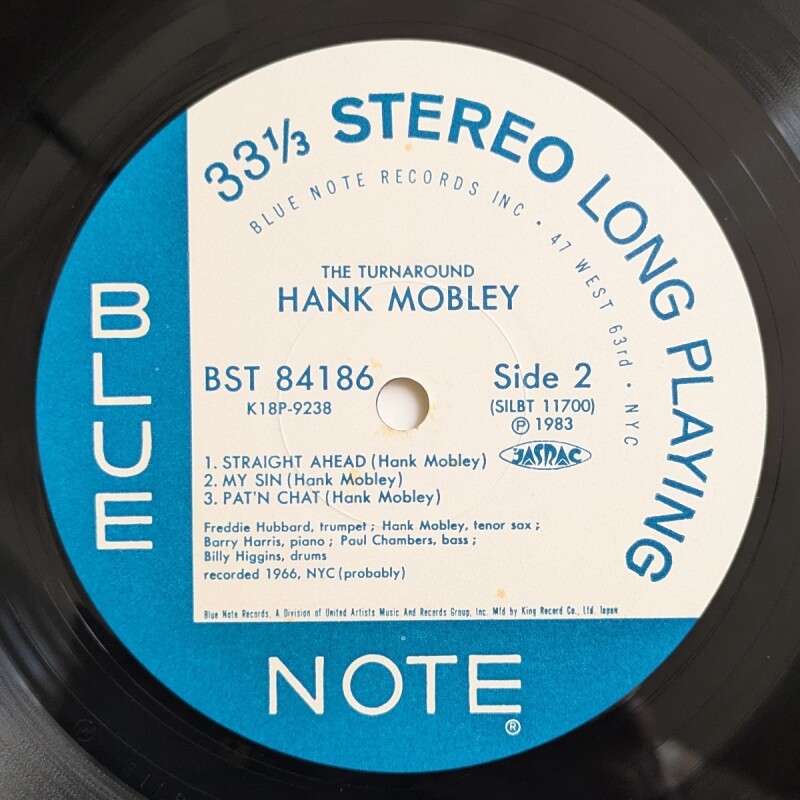 33⅓ STEREO LONG PLAYING
BLUE NOTE RECORDS INC • 47 WEST 63rd • NYC
THE TURNAROUND
HANK MOBLEY
BST 84186
K18P-9238
Side 2
(SILBT 11700)
Ⓟ 1983
JASRAC
1. STRAIGHT AHEAD (Hank Mobley)
2. MY SIN (Hank Mobley)
3. PAT'N CHAT (Hank Mobley)
Freddie Hubbard, trumpet ; Hank Mobley, tenor sax ;
Barry Harris, piano ; Paul Chambers, bass ;
Billy Higgins, drums
recorded 1966, NYC (probably)
Blue Note Records, A Division of United Artists Music And Records Group, Inc. Mfd by King Record Co., Ltd, Japan
BLUE
NOTE
®